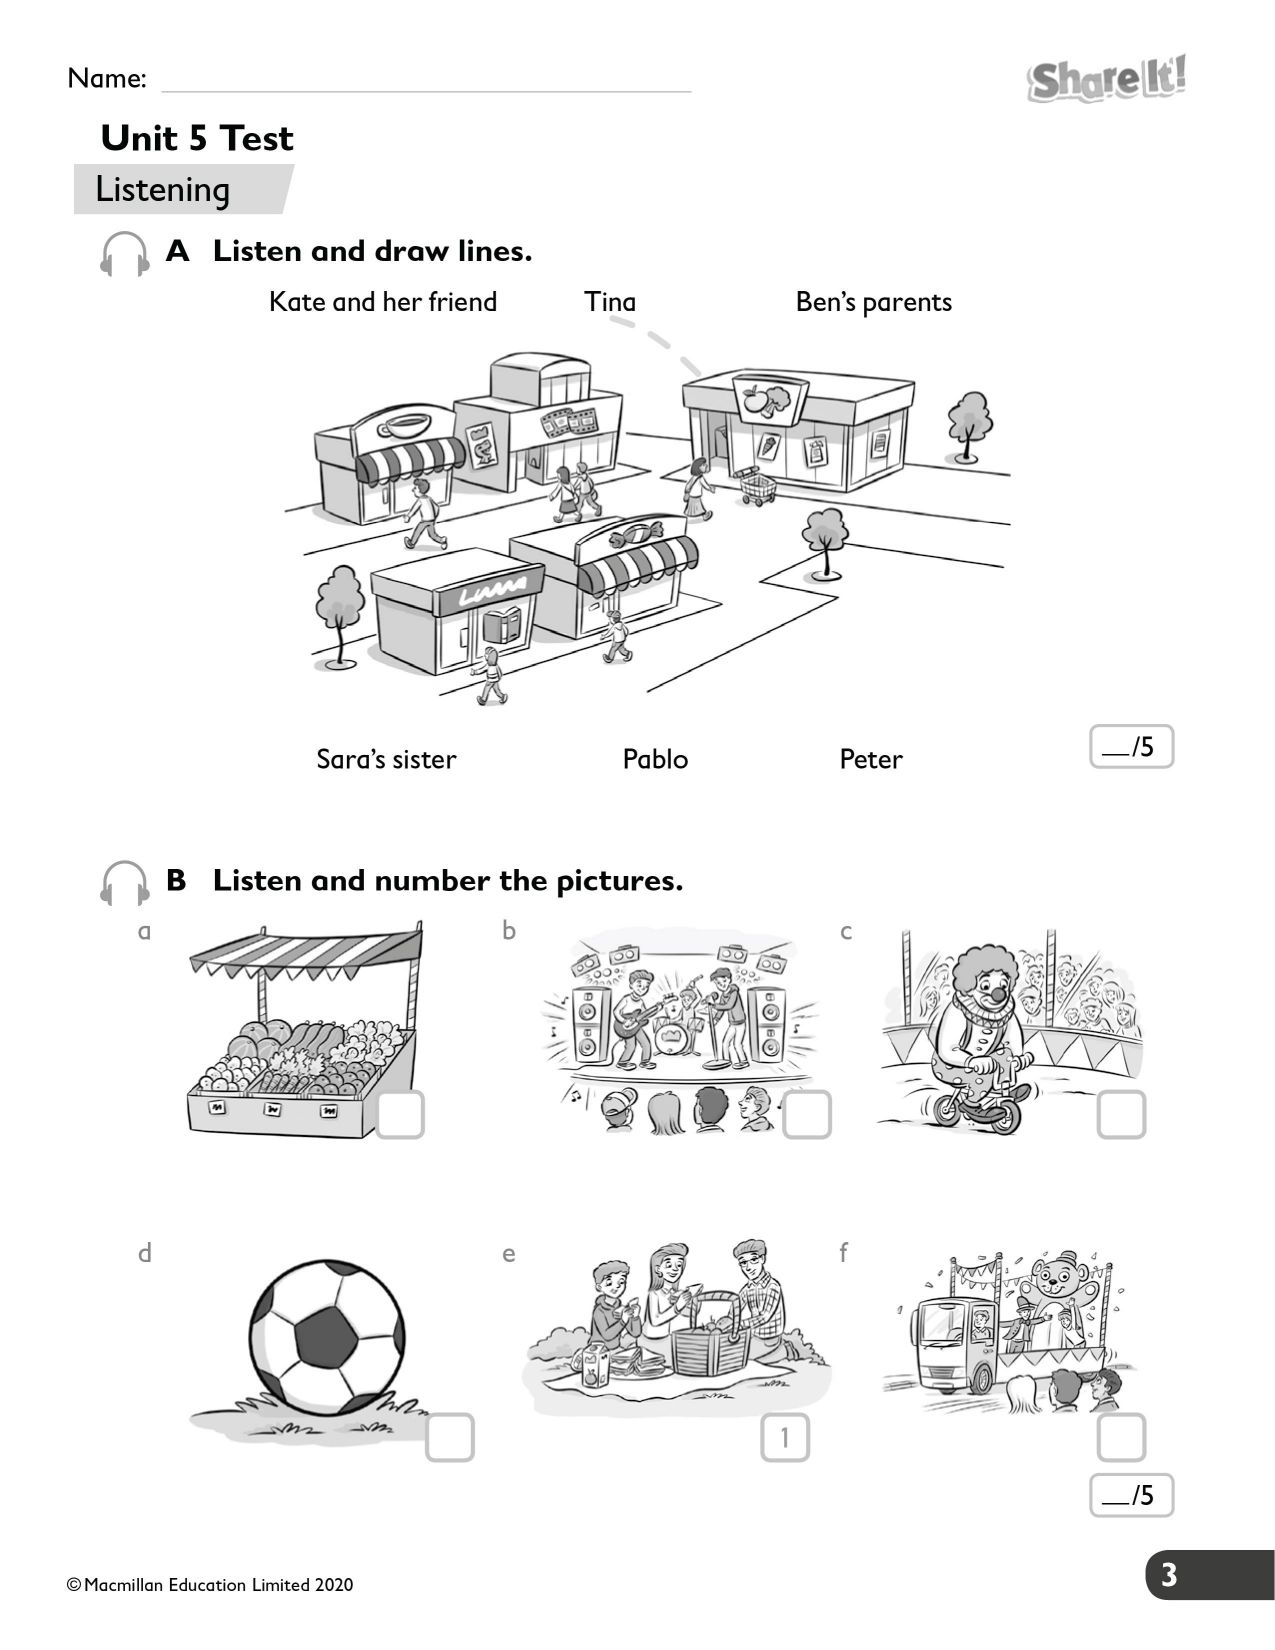 Name:
Share It!
Unit 5 Test
Listening
A Listen and draw lines.
Kate and her friend Tina Ben’s parents
Sara’s sister Pablo Peter
__/5
B Listen and number the pictures.
a b c
d e f
1
__/5
© Macmillan Education Limited 2020
3